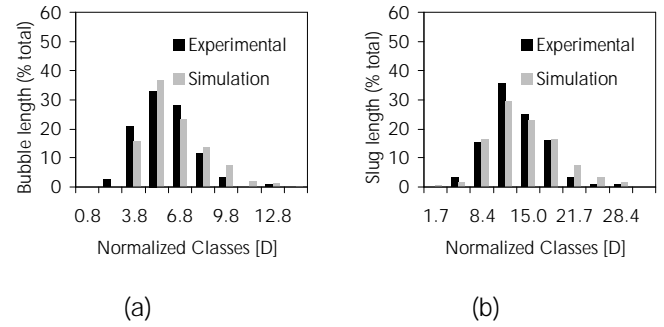 60
50
40
30
20
10
0
Bubble length (% total)
Experimental
Simulation
0.8 3.8 6.8 9.8 12.8
Normalized Classes [D]
(a)
60
50
40
30
20
10
0
Slug length (% total)
Experimental
Simulation
1.7 8.4 15.0 21.7 28.4
Normalized Classes [D]
(b)